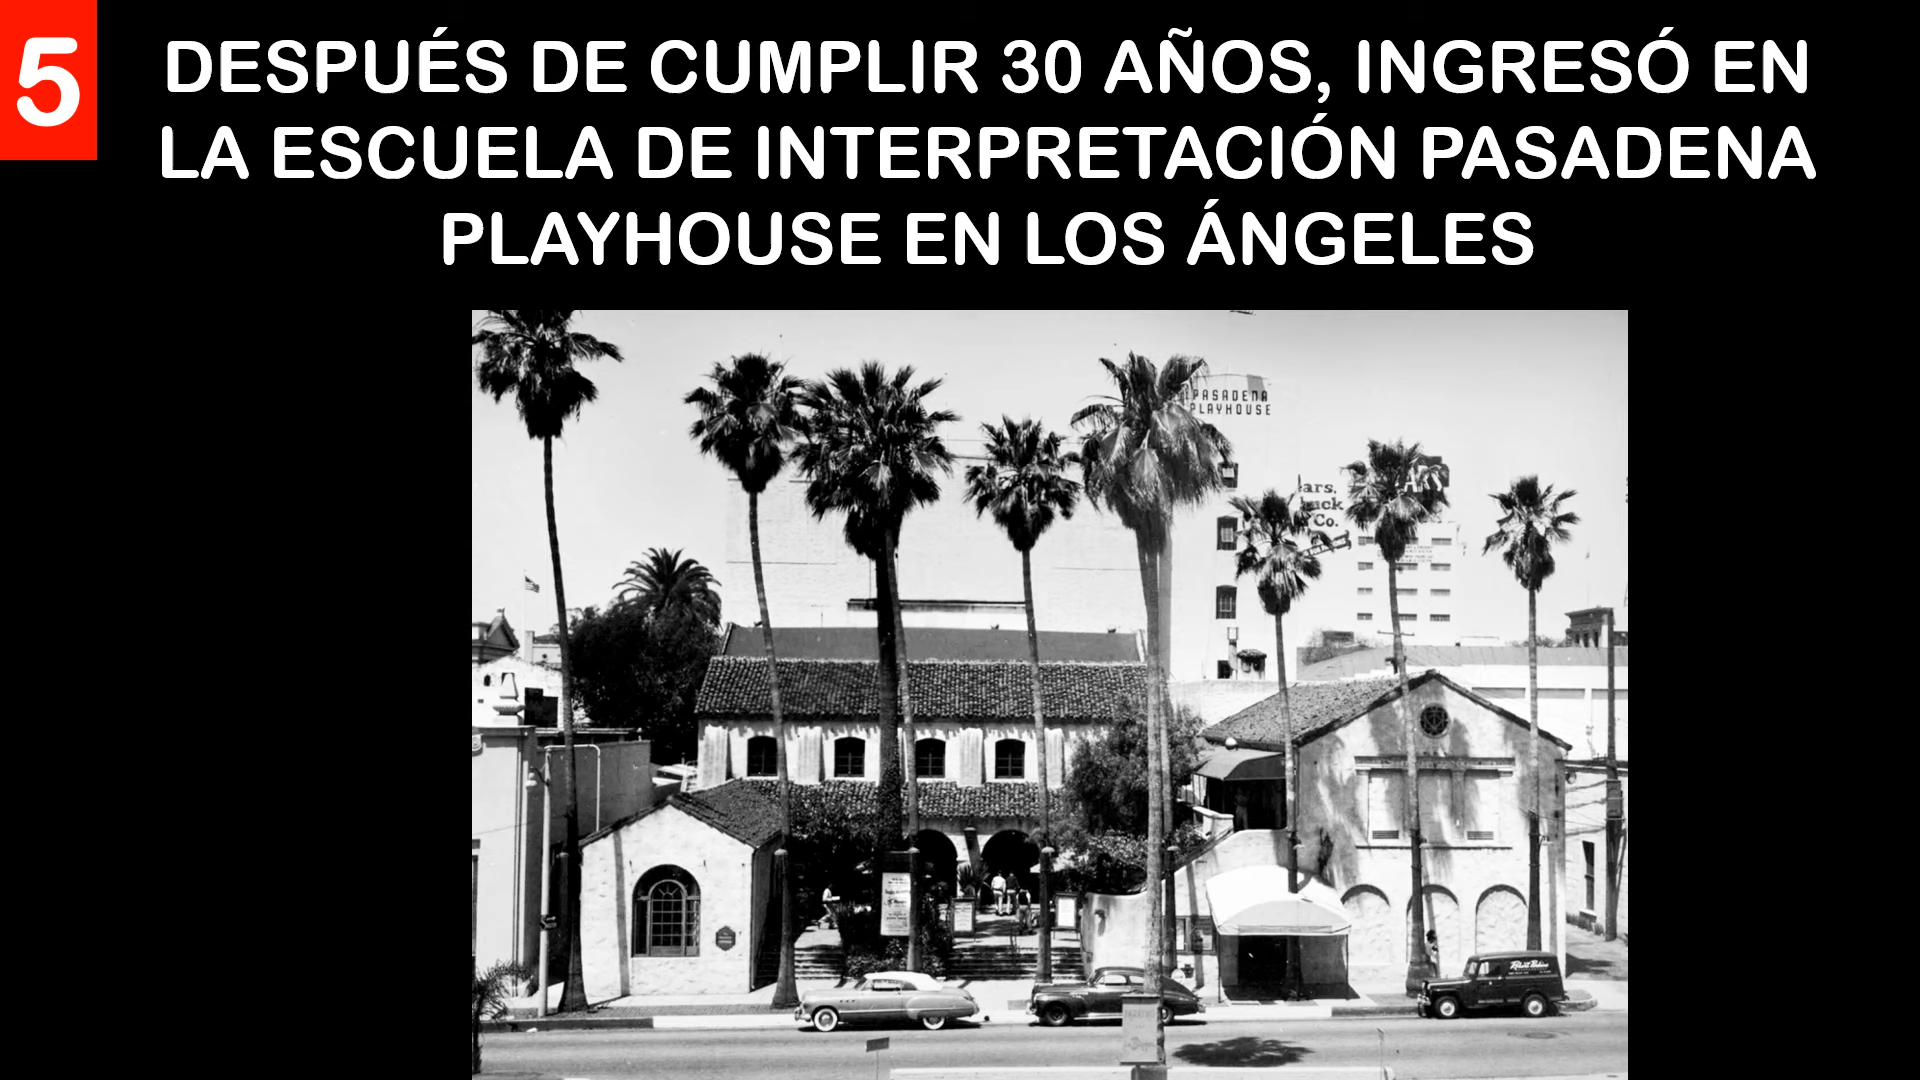 5
DESPUÉS DE CUMPLIR 30 AÑOS, INGRESÓ EN
LA ESCUELA DE INTERPRETACIÓN PASADENA
PLAYHOUSE EN LOS ÁNGELES
PASADENA
PLAYHOUSE
Co.